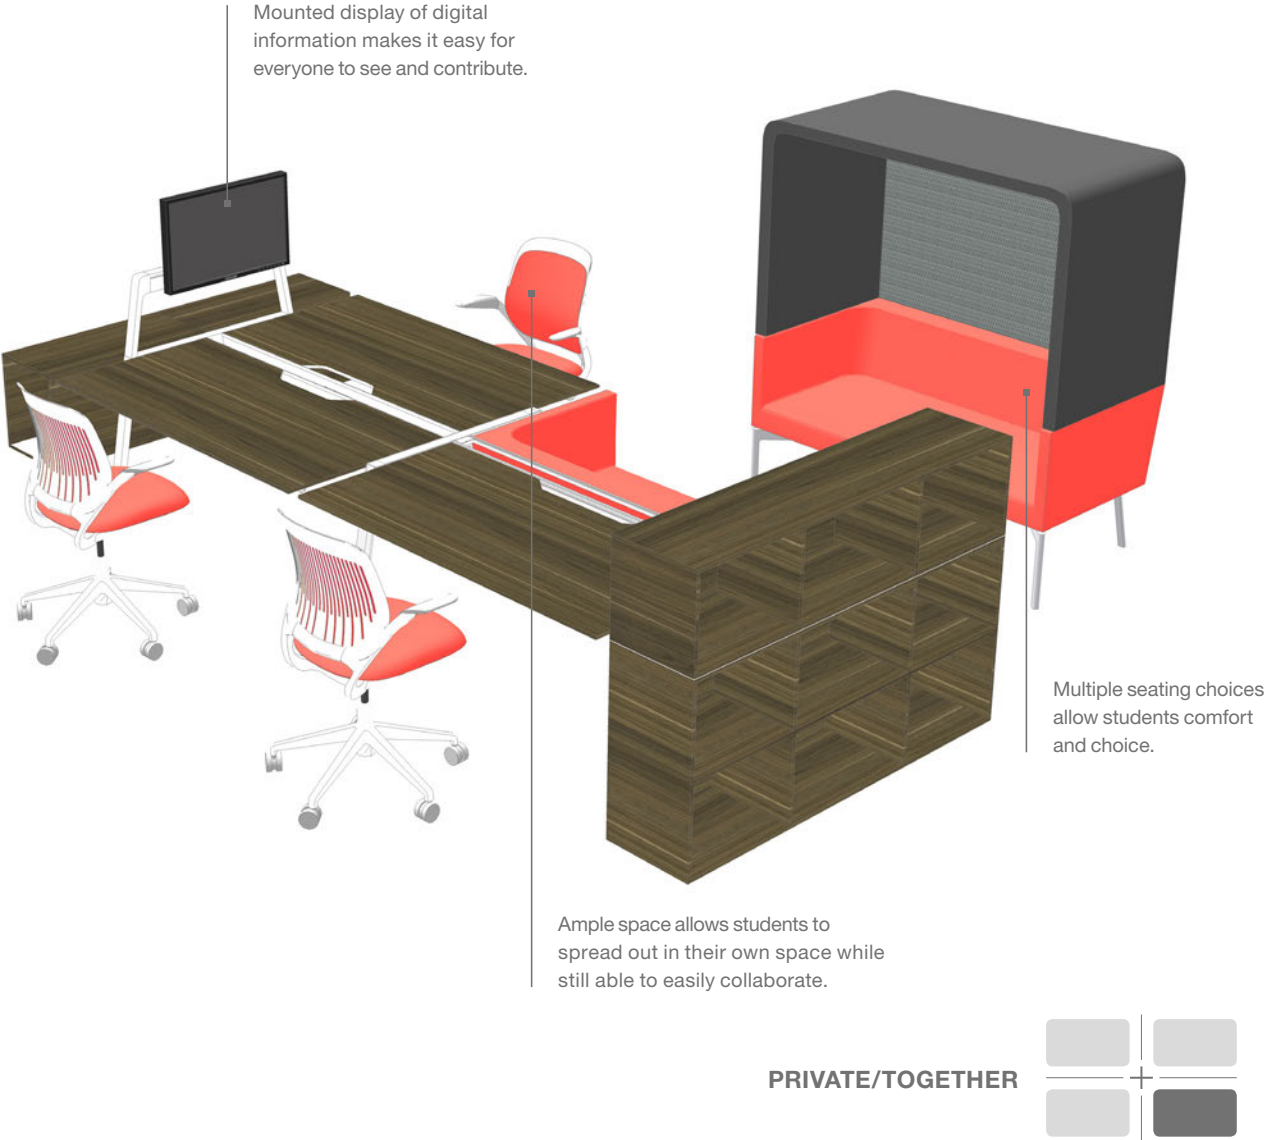 Mounted display of digital
information makes it easy for
everyone to see and contribute.
Multiple seating choices
allow students comfort
and choice.
Ample space allows students to
spread out in their own space while
still able to easily collaborate.
PRIVATE/TOGETHER